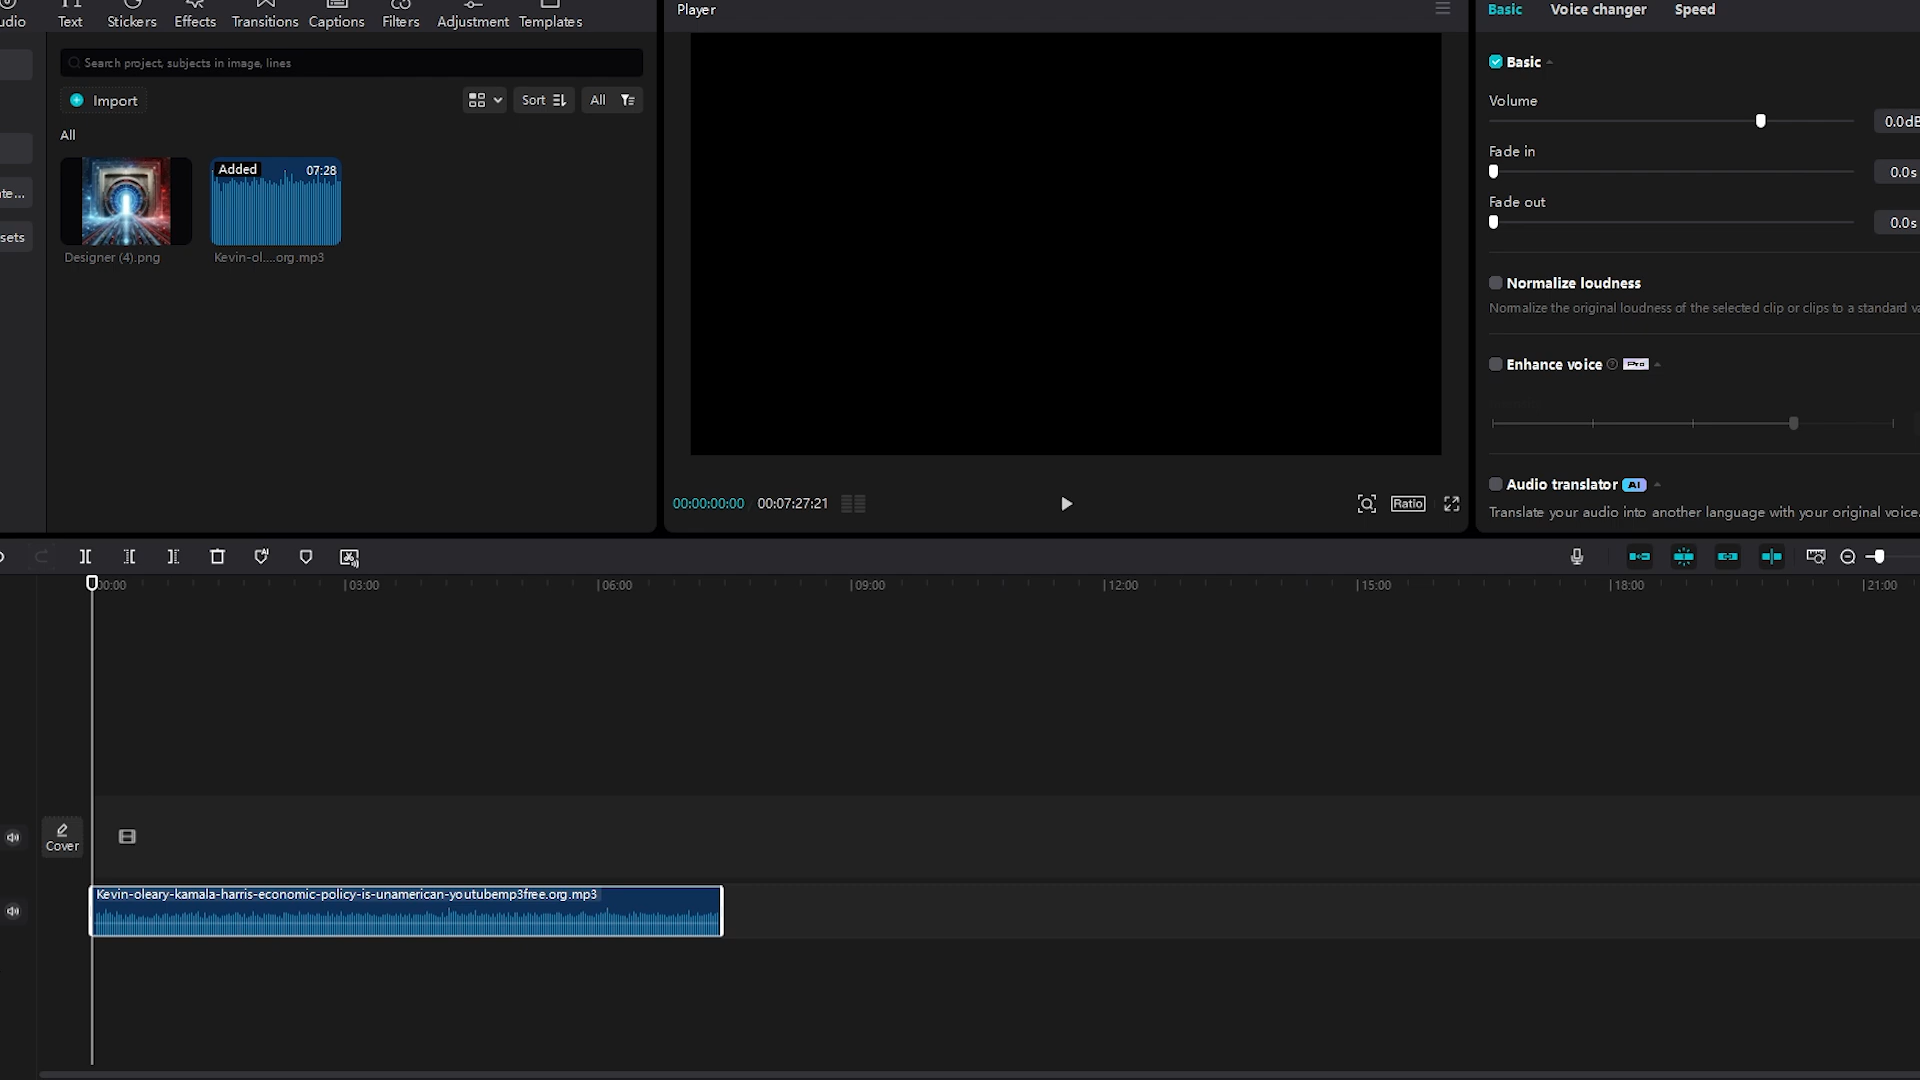 udio
Text
Stickers
Effects
Transitions
Captions
Filters
Adjustment
Templates
Player
Basic
Voice changer
Speed
Search project, subjects in image, lines
Import
Sort
All
All
Added
07:28
Designer (4).png
Kevin-ol....org.mp3
te...
sets
Basic
Volume
0.0dB
Fade in
0.0s
Fade out
0.0s
Normalize loudness
Normalize the original loudness of the selected clip or clips to a standard va
Enhance voice
Pro
Audio translator
AI
Translate your audio into another language with your original voice.
00:00:00:00
00:07:27:21
Ratio
00:00
03:00
06:00
09:00
12:00
15:00
18:00
21:00
Cover
Kevin-oleary-kamala-harris-economic-policy-is-unamerican-youtubemp3free.org.mp3